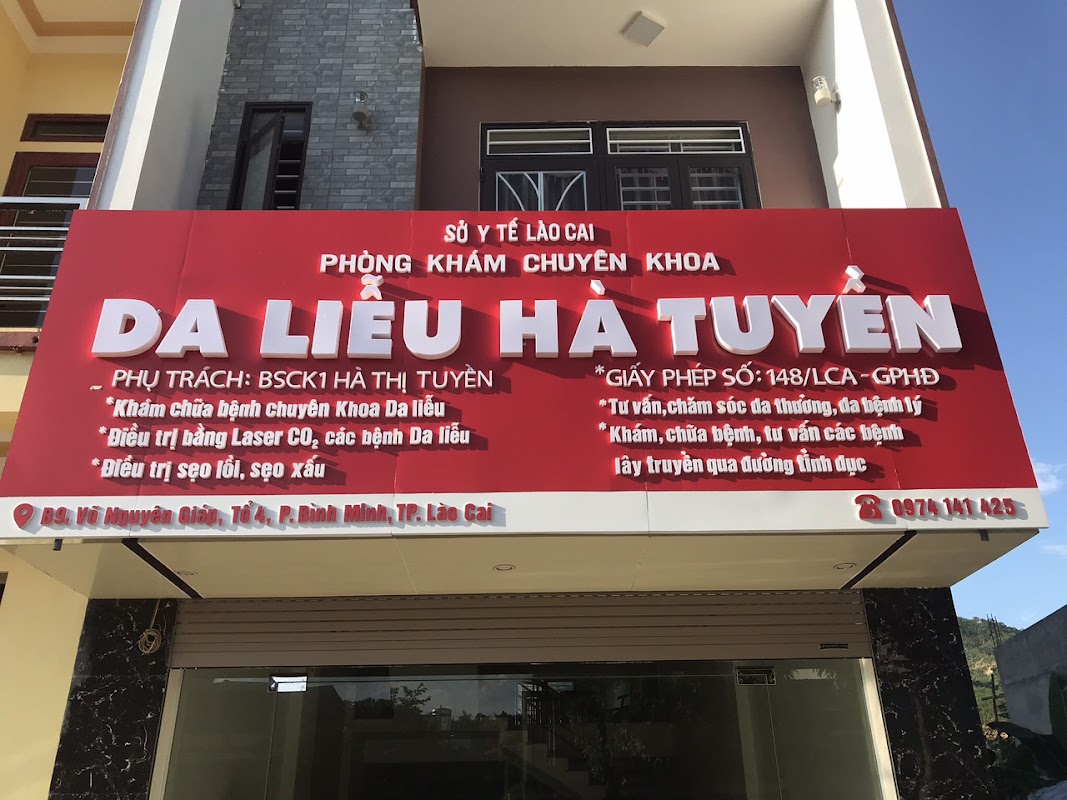 SỞ Y TẾ LÀO CAI
PHÒNG KHÁM CHUYÊN KHOA
DA LIỄU HÀ TUYỀN
PHỤ TRÁCH: BSCK1 HÀ THỊ TUYỀN
*Khám chữa bệnh chuyên Khoa Da liễu
*Điều trị bằng Laser CO₂ các bệnh Da liễu
*Điều trị sẹo lồi, sẹo xấu
*GIẤY PHÉP SỐ: 148/LCA - GPHĐ
*Tư vấn, chăm sóc da thường, da bệnh lý
*Khám, chữa bệnh, tư vấn các bệnh
lây truyền qua đường tình dục
B9, Võ Nguyên Giáp, Tổ 4, P. Bình Minh, TP. Lào Cai
0974 141 425